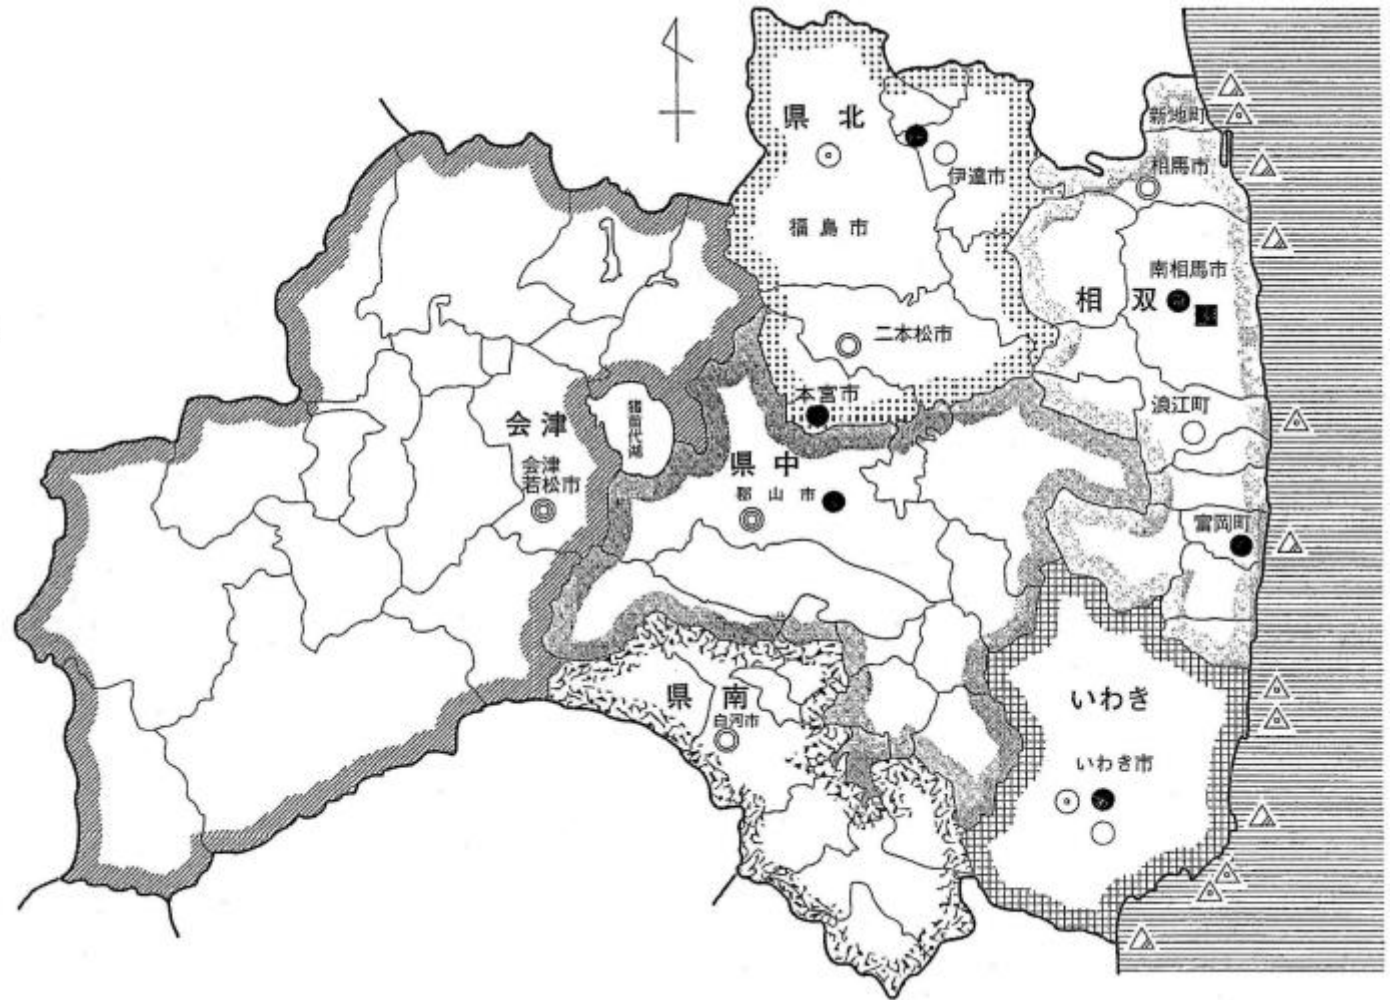 県北
新地町
相馬市
伊達市
福島市
南相馬市
相双
二本松市
本宮市
浪江町
猪苗代湖
会津
会津
若松市
県中
郡山市
富岡町
県南
白河市
いわき
いわき市